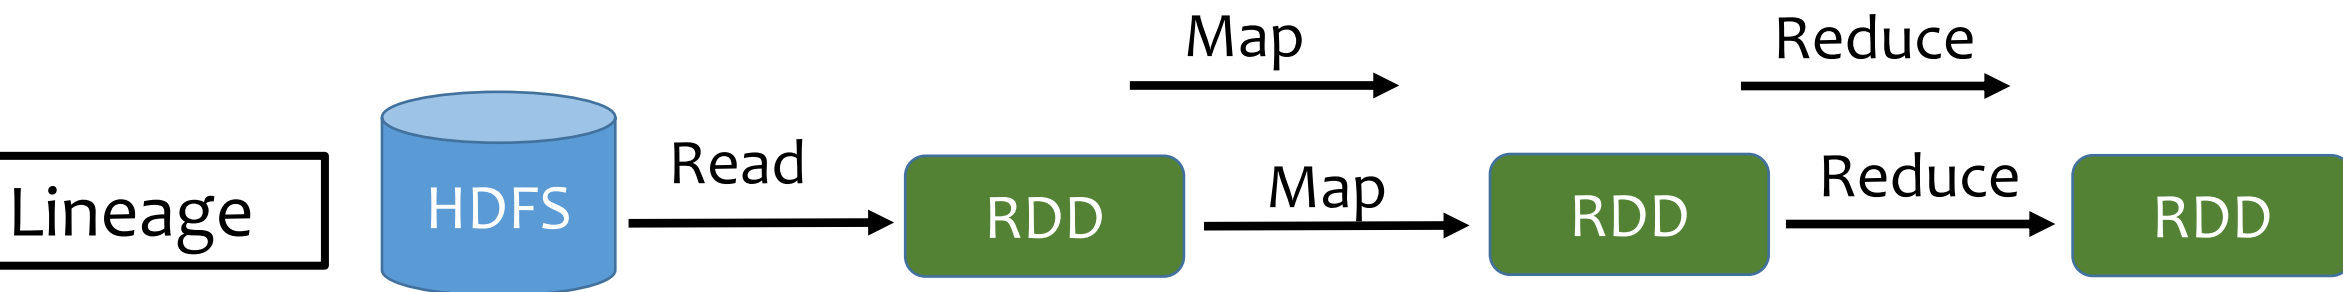 Map
Reduce
Read
Map
Reduce
Lineage
HDFS
RDD
RDD
RDD